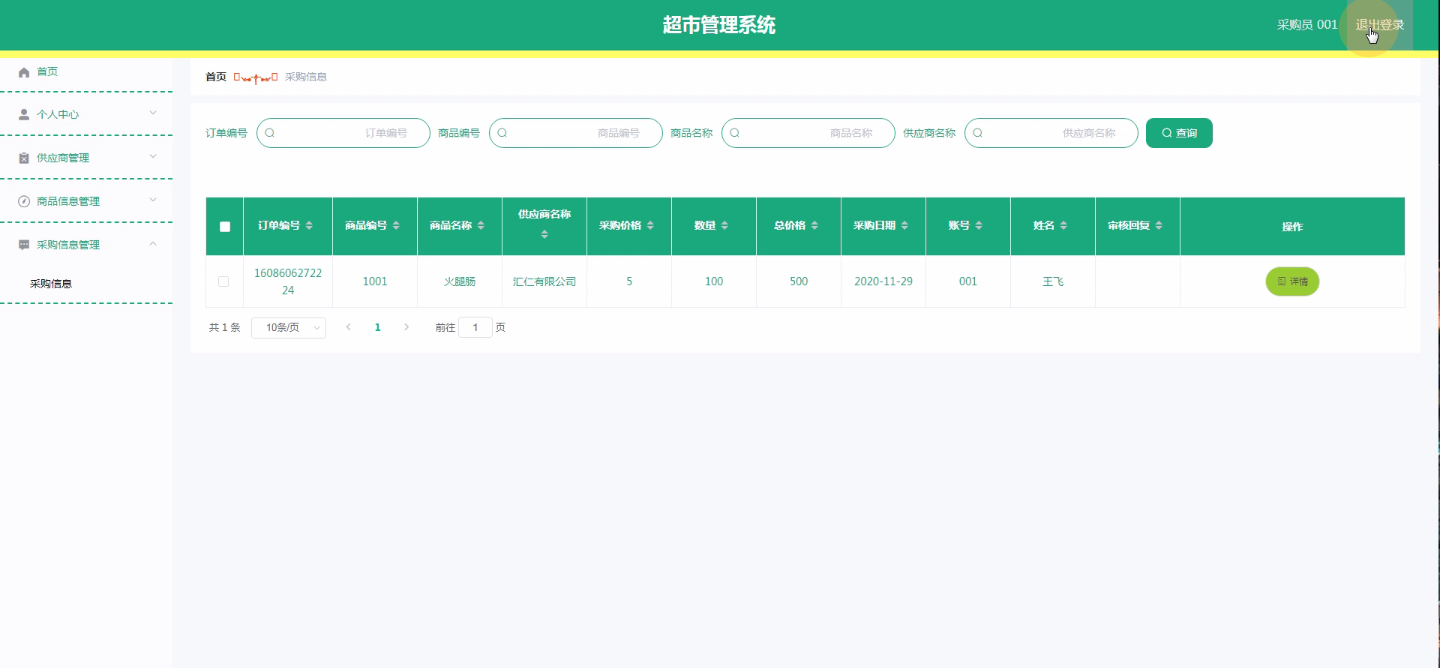 超市管理系统
采购员 001
退出登录
首页
个人中心
供应商管理
商品信息管理
采购信息管理
采购信息
首页 采购信息
订单编号 订单编号 商品编号 商品编号 商品名称 商品名称 供应商名称 供应商名称 查询
订单编号 商品编号 商品名称 供应商名称 采购价格 数量 总价格 采购日期 账号 姓名 审核回复 操作
16086062722
24
1001 火腿肠 汇仁有限公司 5 100 500 2020-11-29 001 王飞 详情
共 1 条 10条/页 1 前往 1 页